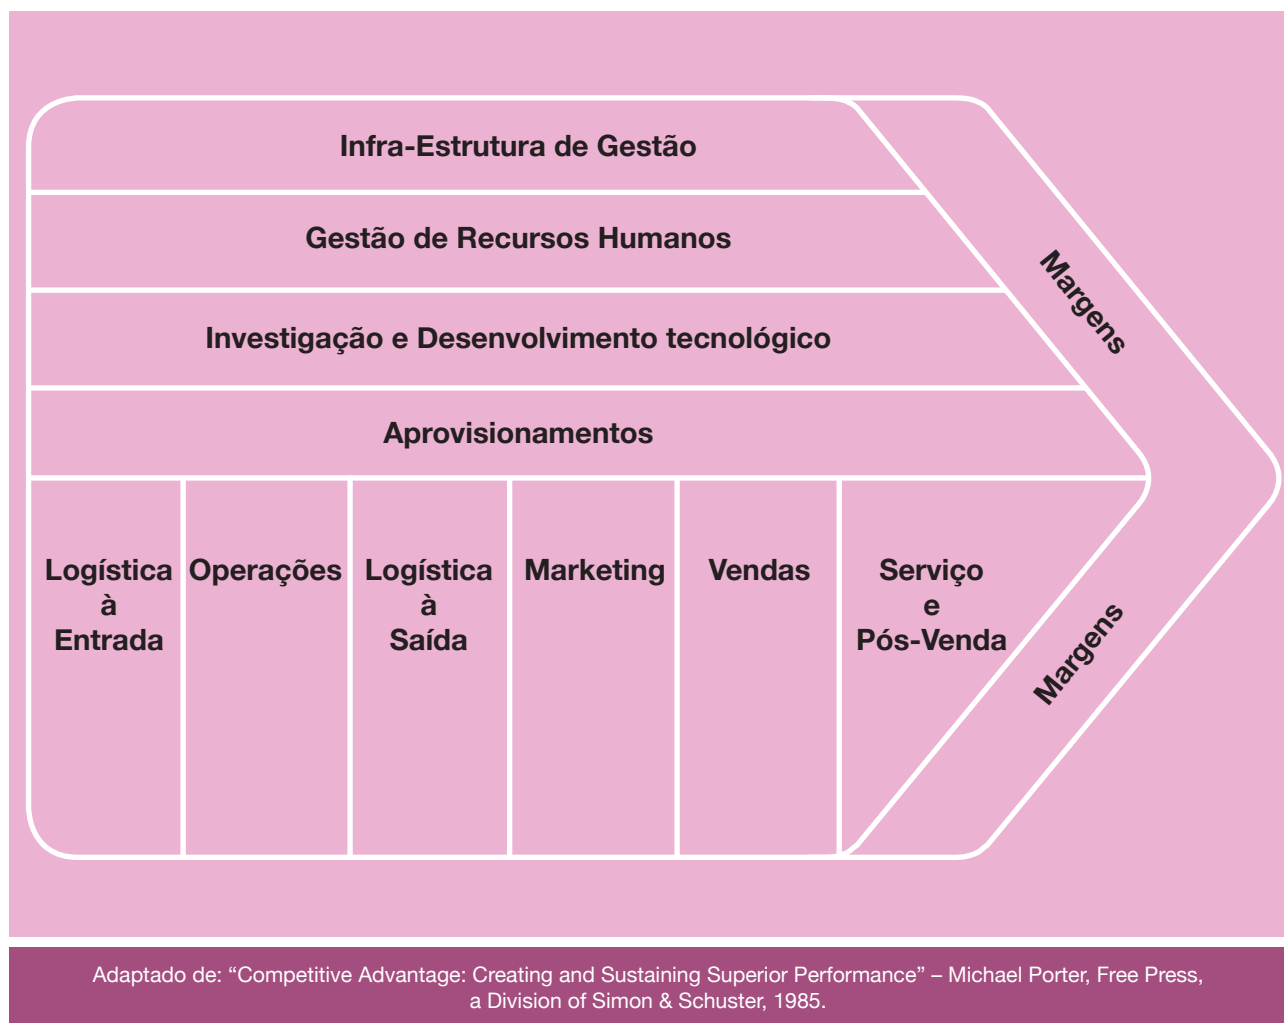 Infra-Estrutura de Gestão
Gestão de Recursos Humanos
Investigação e Desenvolvimento tecnológico
Aprovisionamentos
Margens
Logística
à
Entrada
Operações
Logística
à
Saída
Marketing
Vendas
Serviço
e
Pós-Venda
Margens
Adaptado de: “Competitive Advantage: Creating and Sustaining Superior Performance” – Michael Porter, Free Press,
a Division of Simon & Schuster, 1985.